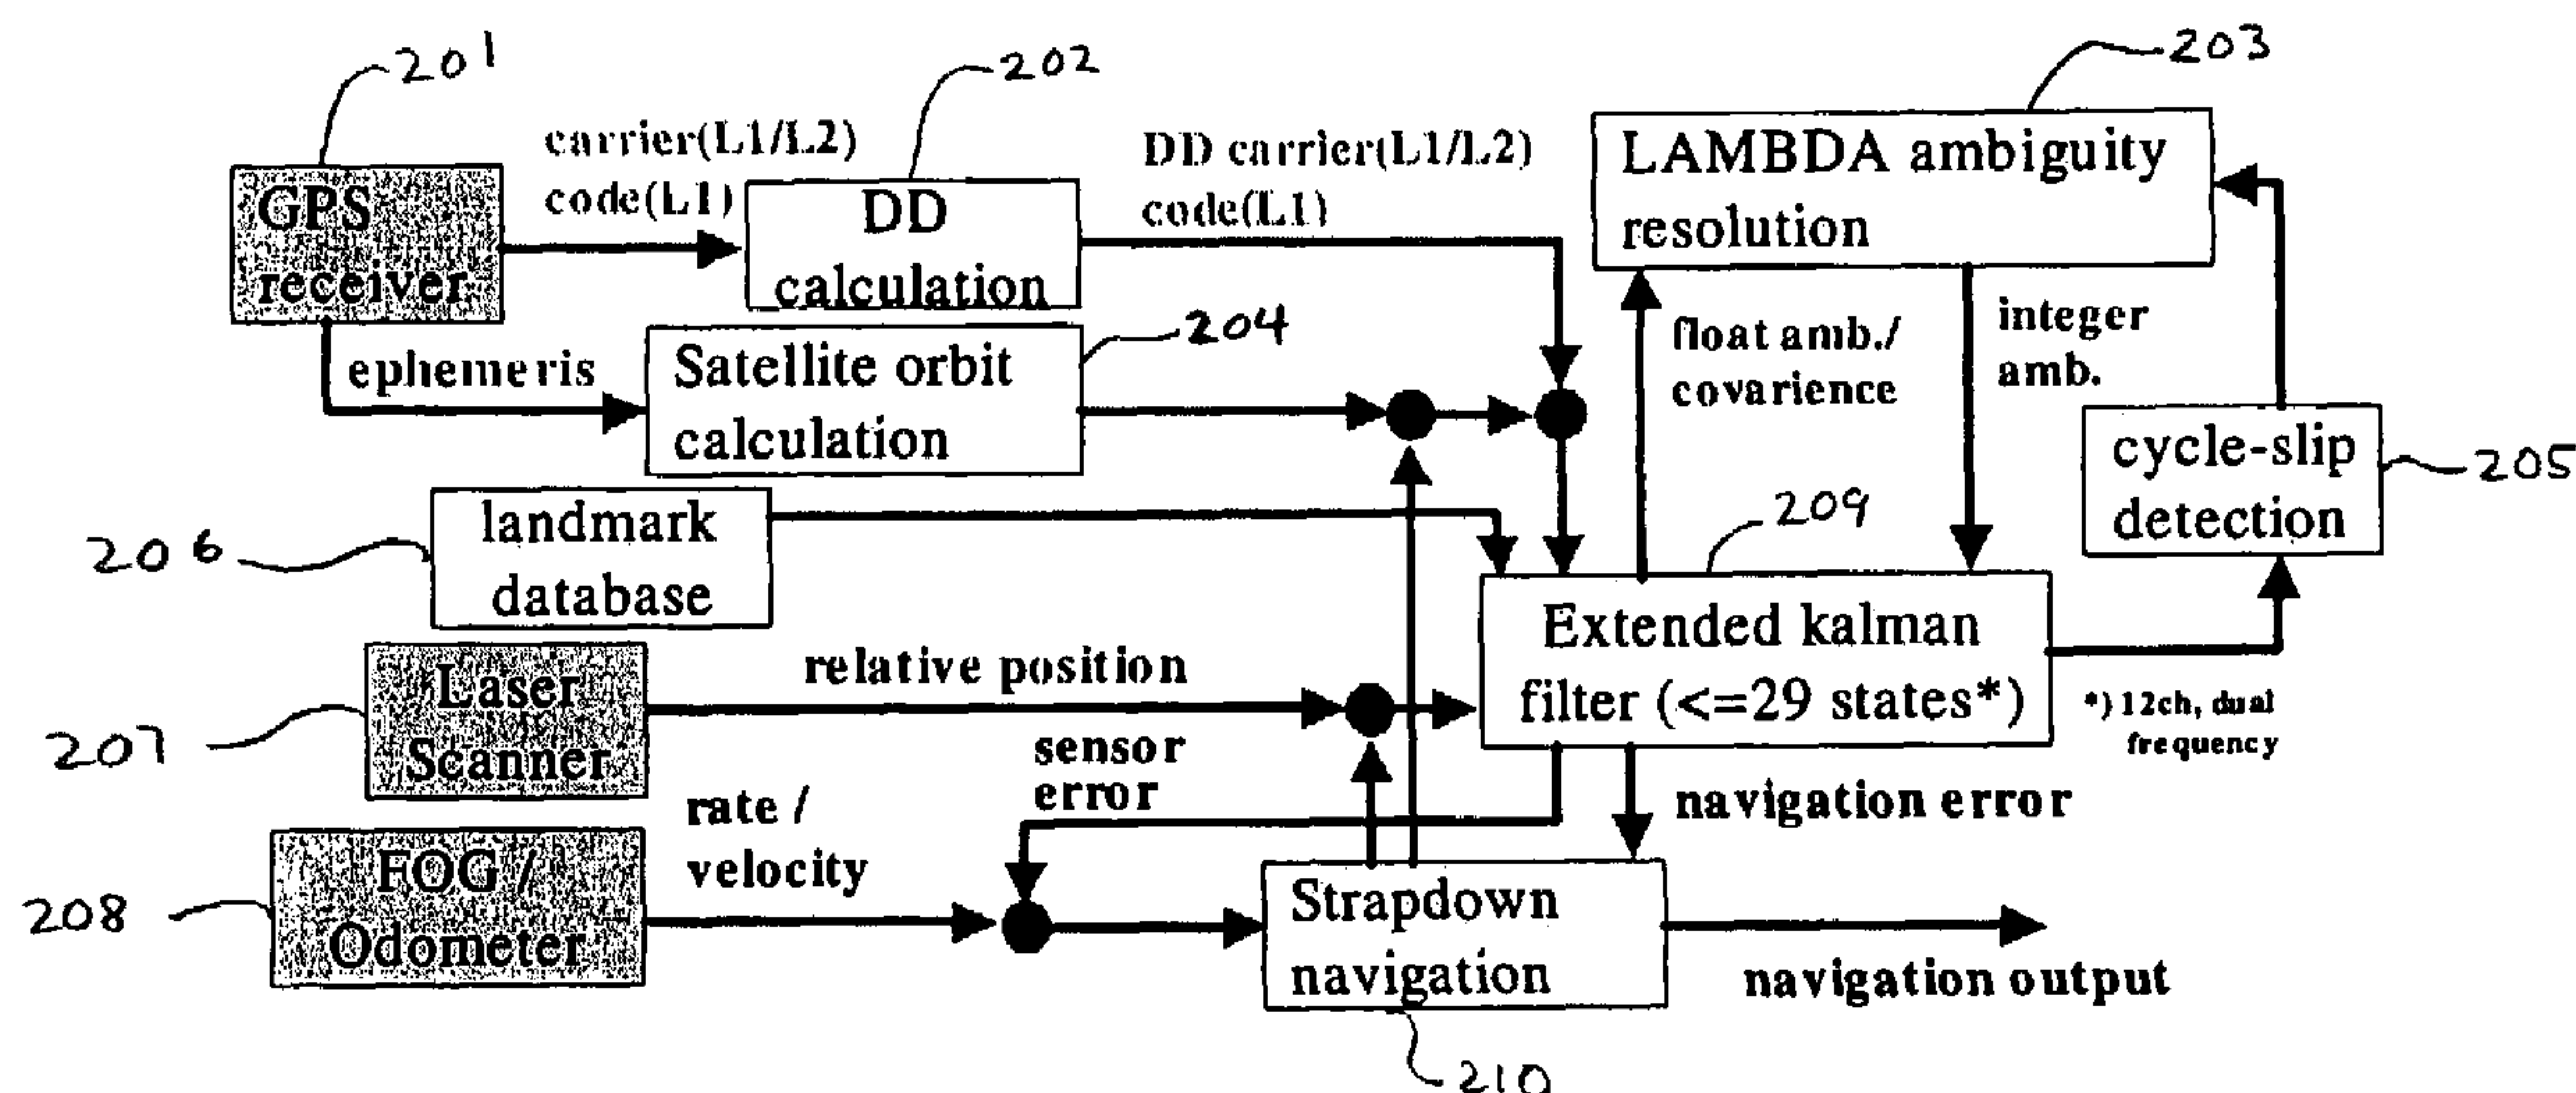 201
202
203
carrier(L1/L2)
code(L1)
DD carrier(L1/L2)
code(L1)
GPS
receiver
DD
calculation
LAMBDA ambiguity
resolution
ephemeris
Satellite orbit
calculation
204
float amb./
covarience
integer
amb.
cycle-slip
detection
205
206
landmark
database
209
Extended kalman
filter (<=29 states*)
*) 12ch, dual
frequency
207
Laser
Scanner
relative position
sensor
error
rate /
velocity
navigation error
208
FOG /
Odometer
Strapdown
navigation
navigation output
210